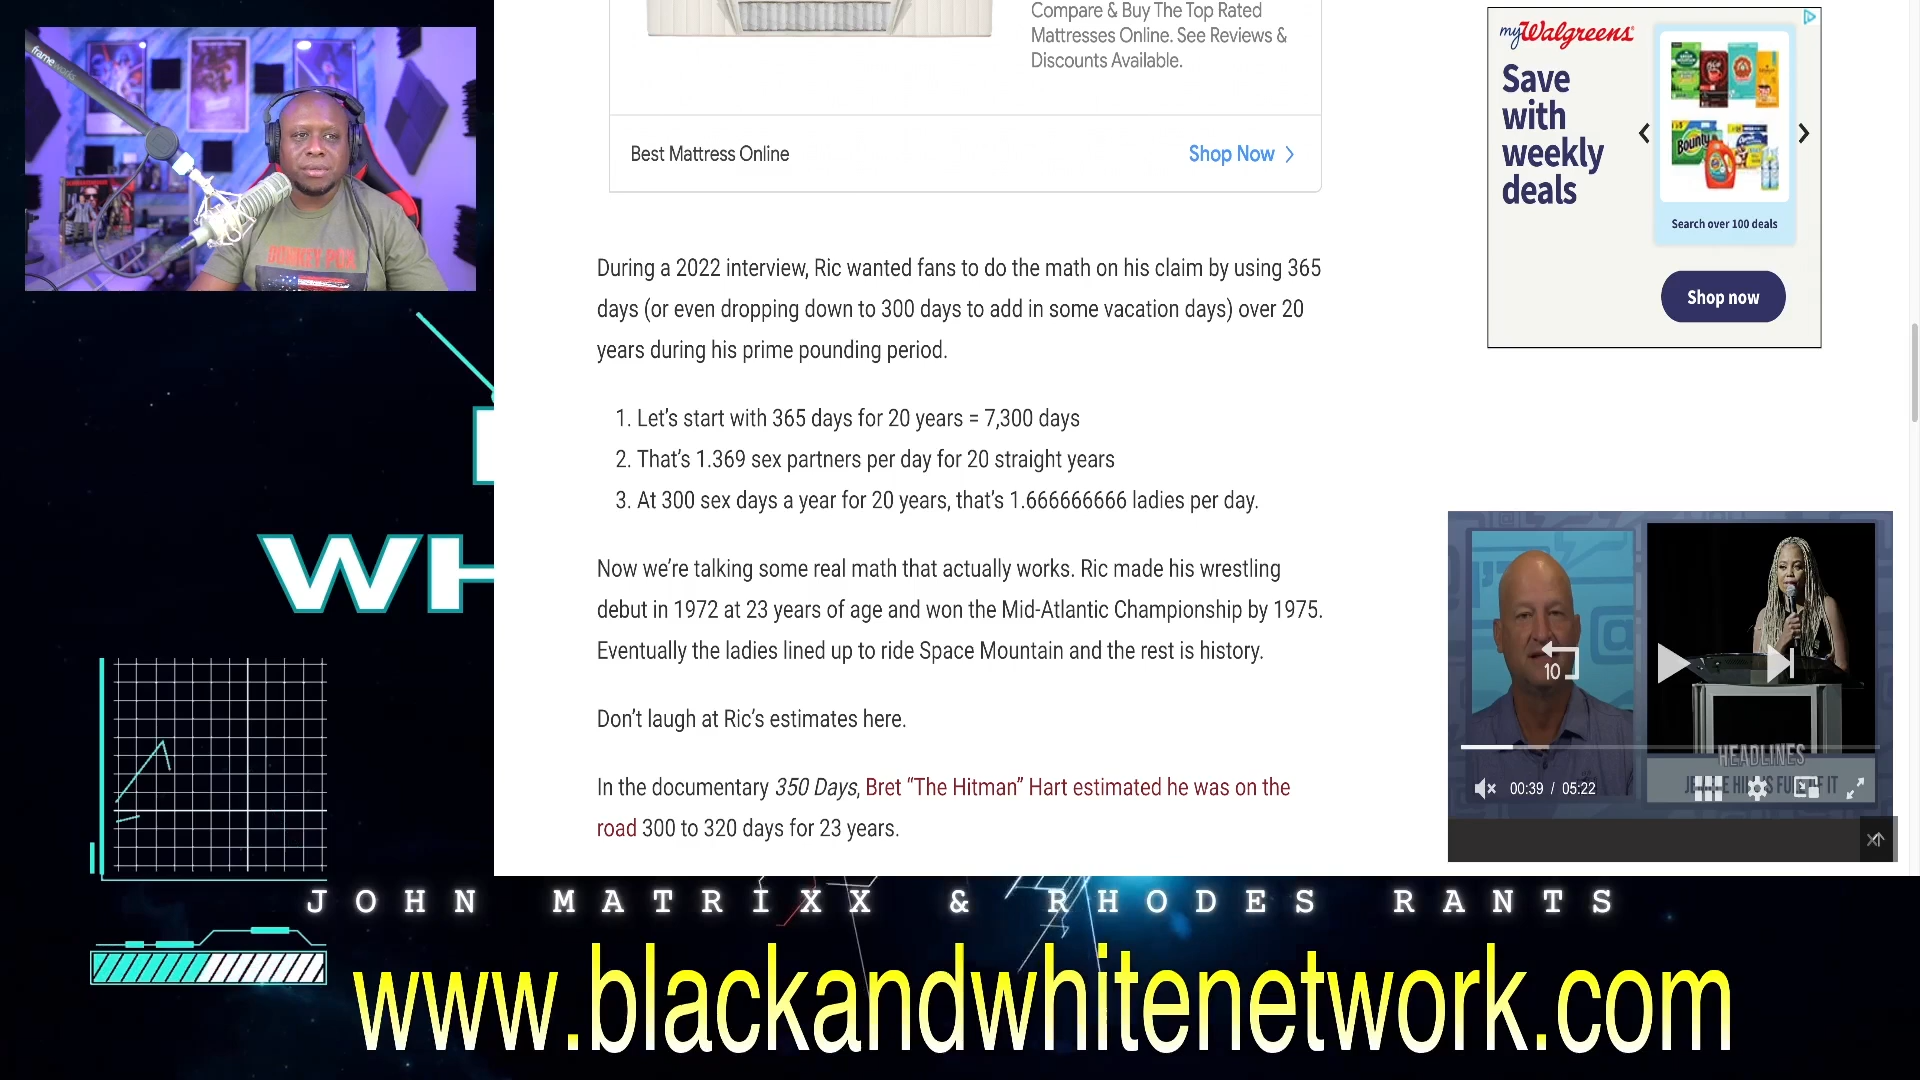 frameworks
Compare & Buy The Top Rated
Mattresses Online. See Reviews &
Discounts Available.
Best Mattress Online
Shop Now
myWalgreens
Save
with
weekly
deals
Bounty
Search over 100 deals
Shop now
During a 2022 interview, Ric wanted fans to do the math on his claim by using 365
days (or even dropping down to 300 days to add in some vacation days) over 20
years during his prime pounding period.
1. Let’s start with 365 days for 20 years = 7,300 days
2. That’s 1.369 sex partners per day for 20 straight years
3. At 300 sex days a year for 20 years, that’s 1.666666666 ladies per day.
Now we’re talking some real math that actually works. Ric made his wrestling
debut in 1972 at 23 years of age and won the Mid-Atlantic Championship by 1975.
Eventually the ladies lined up to ride Space Mountain and the rest is history.
Don’t laugh at Ric’s estimates here.
In the documentary 350 Days, Bret “The Hitman” Hart estimated he was on the
road 300 to 320 days for 23 years.
WH
10
HEADLINES
00:39 / 05:22
JOHN MATRIXX & RHODES RANTS
www.blackandwhitenetwork.com